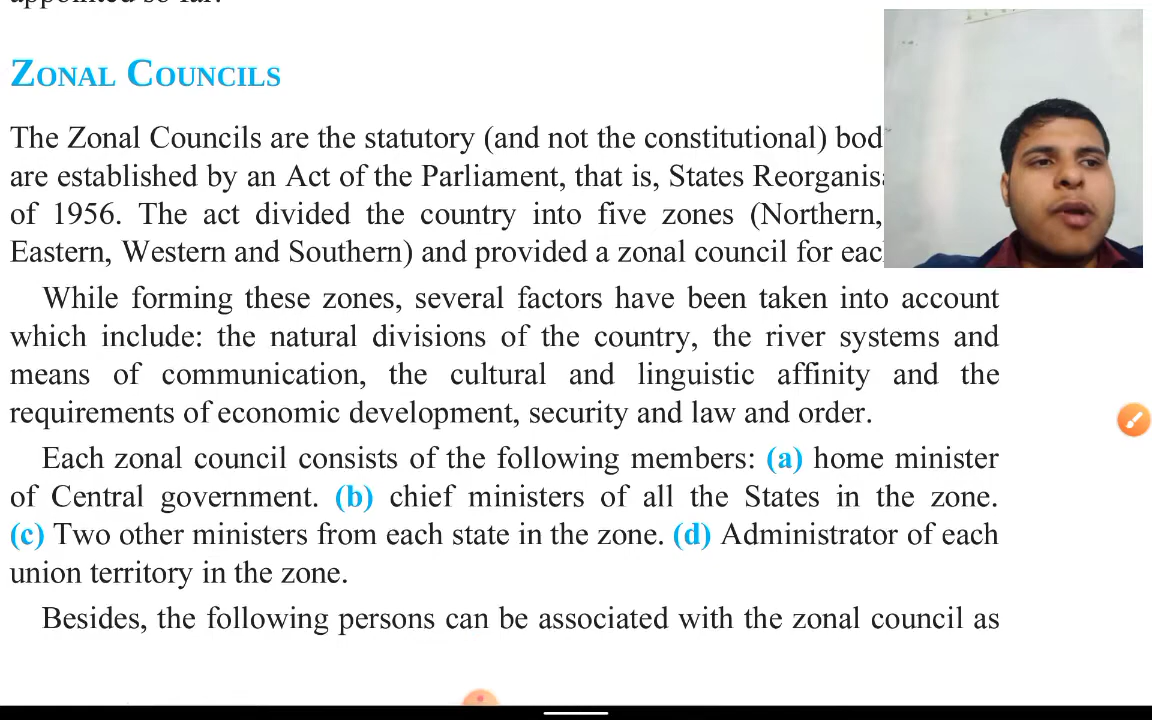 appointed so far.
ZONAL COUNCILS
The Zonal Councils are the statutory (and not the constitutional)
are established by an Act of the Parliament, that is, States
of 1956. The act divided the country into five zones (Northern,
Eastern, Western and Southern) and provided a zonal council for
While forming these zones, several factors have been taken into account
which include: the natural divisions of the country, the river systems and
means of communication, the cultural and linguistic affinity and the
requirements of economic development, security and law and order.
Each zonal council consists of the following members: (a) home minister
of Central government. (b) chief ministers of all the States in the zone.
(c) Two other ministers from each state in the zone. (d) Administrator of each
union territory in the zone.
Besides, the following persons can be associated with the zonal council as